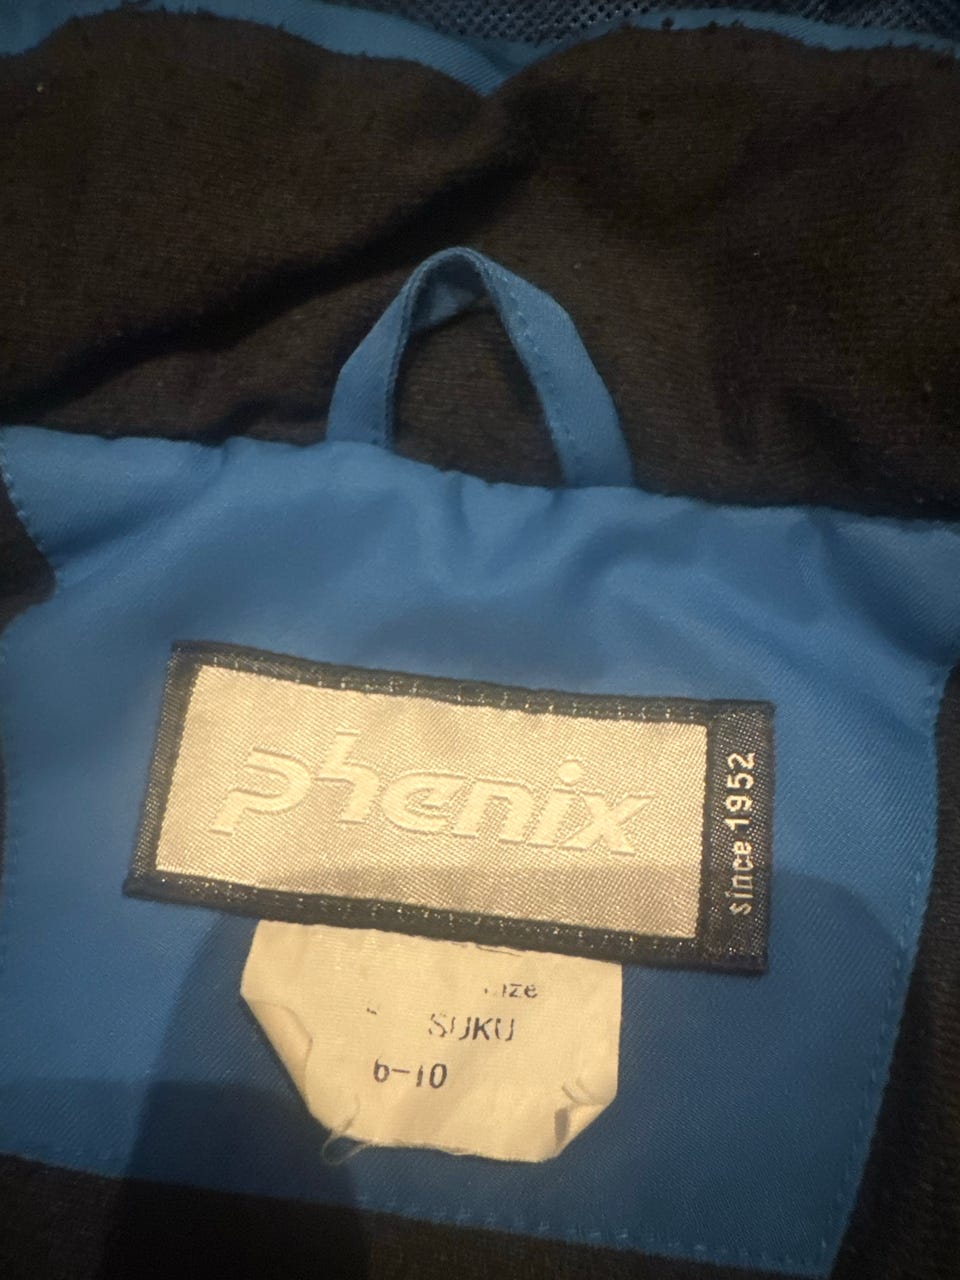 phenix
since 1952
SUKU
6-10